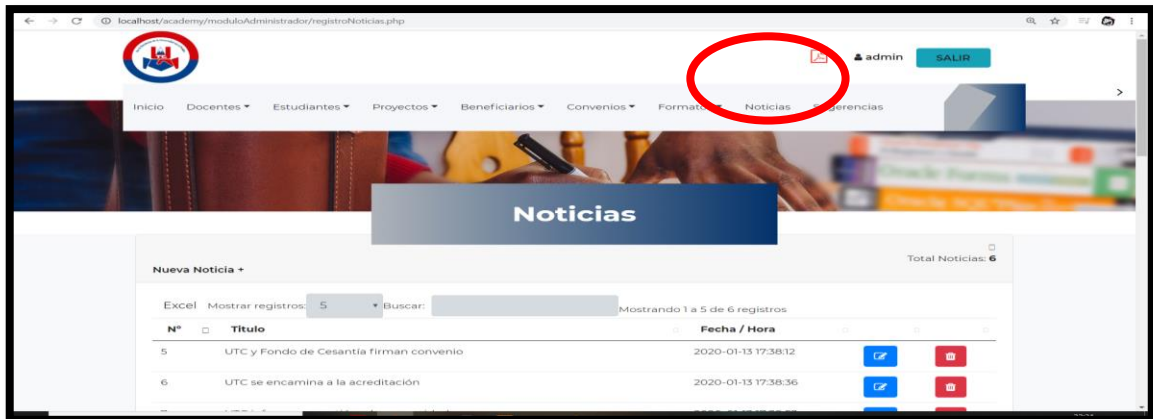 localhost/academy/moduloAdministrador/registroNoticias.php
admin SALIR
Inicio Docentes Estudiantes Proyectos Beneficiarios Convenios Noticias
Noticias
Total Noticias: 6
Nueva Noticia +
Excel Mostrar registros: 5 Buscar: Mostrando 1 a 5 de 6 registros
Nº Titulo Fecha / Hora
5 UTC y Fondo de Cesantía firman convenio 2020-01-13 17:38:12
6 UTC se encamina a la acreditación 2020-01-13 17:38:36